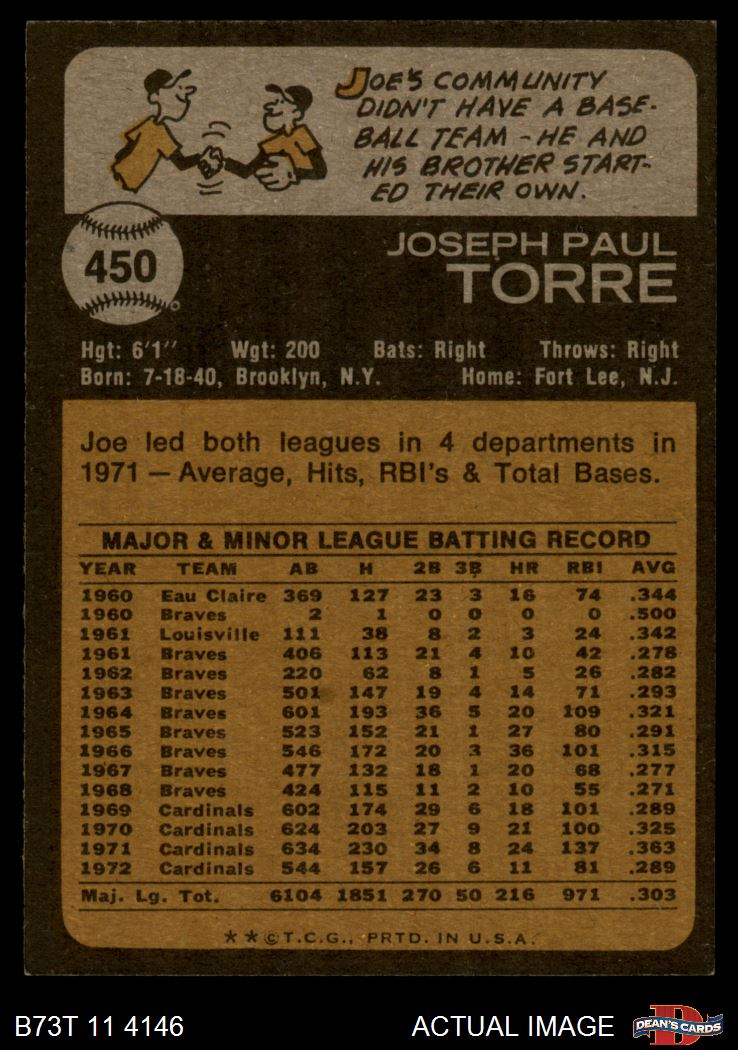 JOE'S COMMUNITY
DIDN'T HAVE A BASE-
BALL TEAM - HE AND
HIS BROTHER START-
ED THEIR OWN.
450
JOSEPH PAUL
TORRE
Hgt: 6'1" Wgt: 200 Bats: Right Throws: Right
Born: 7-18-40, Brooklyn, N.Y. Home: Fort Lee, N.J.
Joe led both leagues in 4 departments in
1971 — Average, Hits, RBI's & Total Bases.
MAJOR & MINOR LEAGUE BATTING RECORD
YEAR TEAM AB H 2B 3B HR RBI AVG
1960 Eau Claire 369 127 23 3 16 74 .344
1960 Braves 2 1 0 0 0 0 .500
1961 Louisville 111 38 8 2 3 24 .342
1961 Braves 406 113 21 4 10 42 .278
1962 Braves 220 62 8 1 5 26 .282
1963 Braves 501 147 19 4 14 71 .293
1964 Braves 601 193 36 5 20 109 .321
1965 Braves 523 152 21 1 27 80 .291
1966 Braves 546 172 20 3 36 101 .315
1967 Braves 477 132 18 1 20 68 .277
1968 Braves 424 115 11 2 10 55 .271
1969 Cardinals 602 174 29 6 18 101 .289
1970 Cardinals 624 203 27 9 21 100 .325
1971 Cardinals 634 230 34 8 24 137 .363
1972 Cardinals 544 157 26 6 11 81 .289
Maj. Lg. Tot. 6104 1851 270 50 216 971 .303
**©T.C.G., PRTD. IN U.S.A.
B73T 11 4146 ACTUAL IMAGE D DEAN'S CARDS